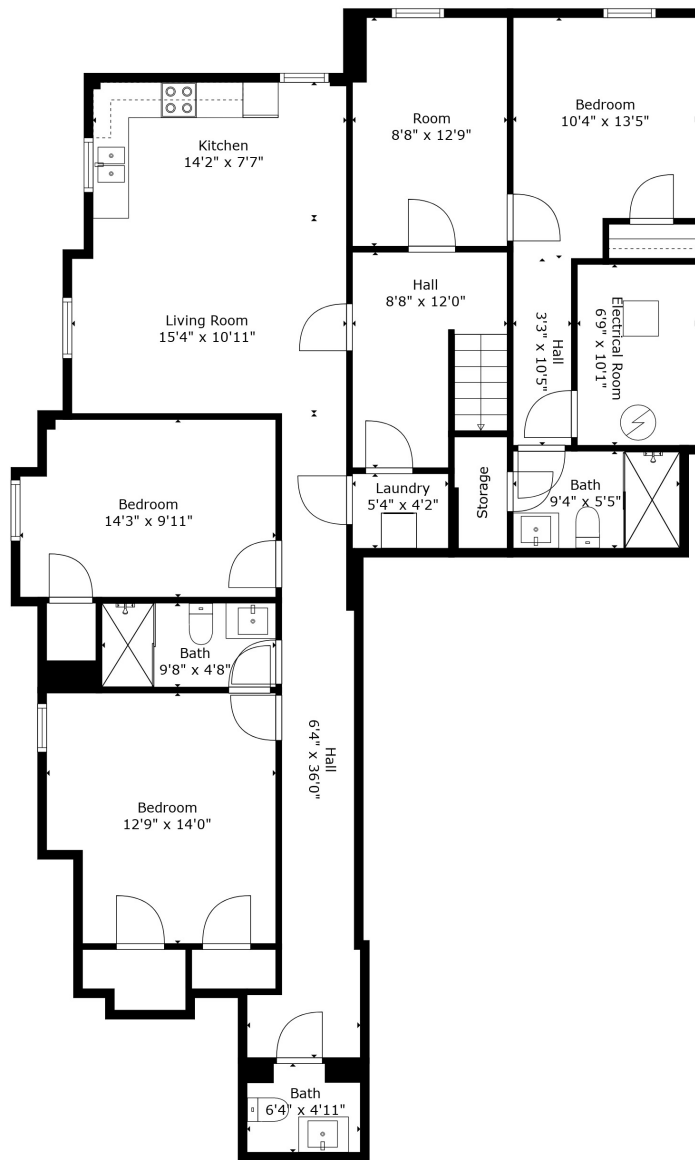 Room
8'8" x 12'9"
Bedroom
10'4" x 13'5"
Kitchen
14'2" x 7'7"
Hall
8'8" x 12'0"
Living Room
15'4" x 10'11"
Hall
3'3" x 10'5"
Electrical Room
6'9" x 10'1"
Bedroom
14'3" x 9'11"
Laundry
5'4" x 4'2"
Storage
Bath
9'4" x 5'5"
Bath
9'8" x 4'8"
Hall
6'4" x 36'0"
Bedroom
12'9" x 14'0"
Bath
6'4" x 4'11"